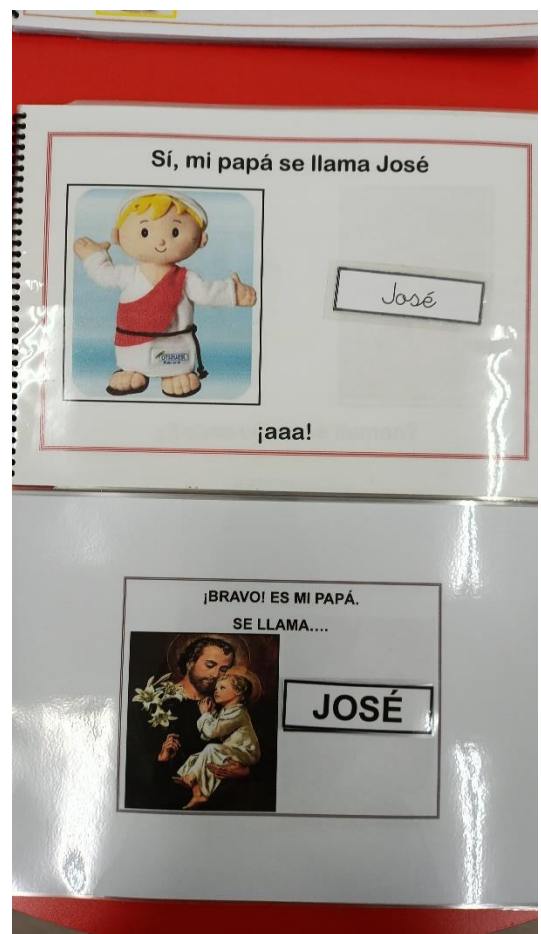 Sí, mi papá se llama José
José
¡aaa!
¡BRAVO! ES MI PAPÁ.
SE LLAMA....
JOSÉ